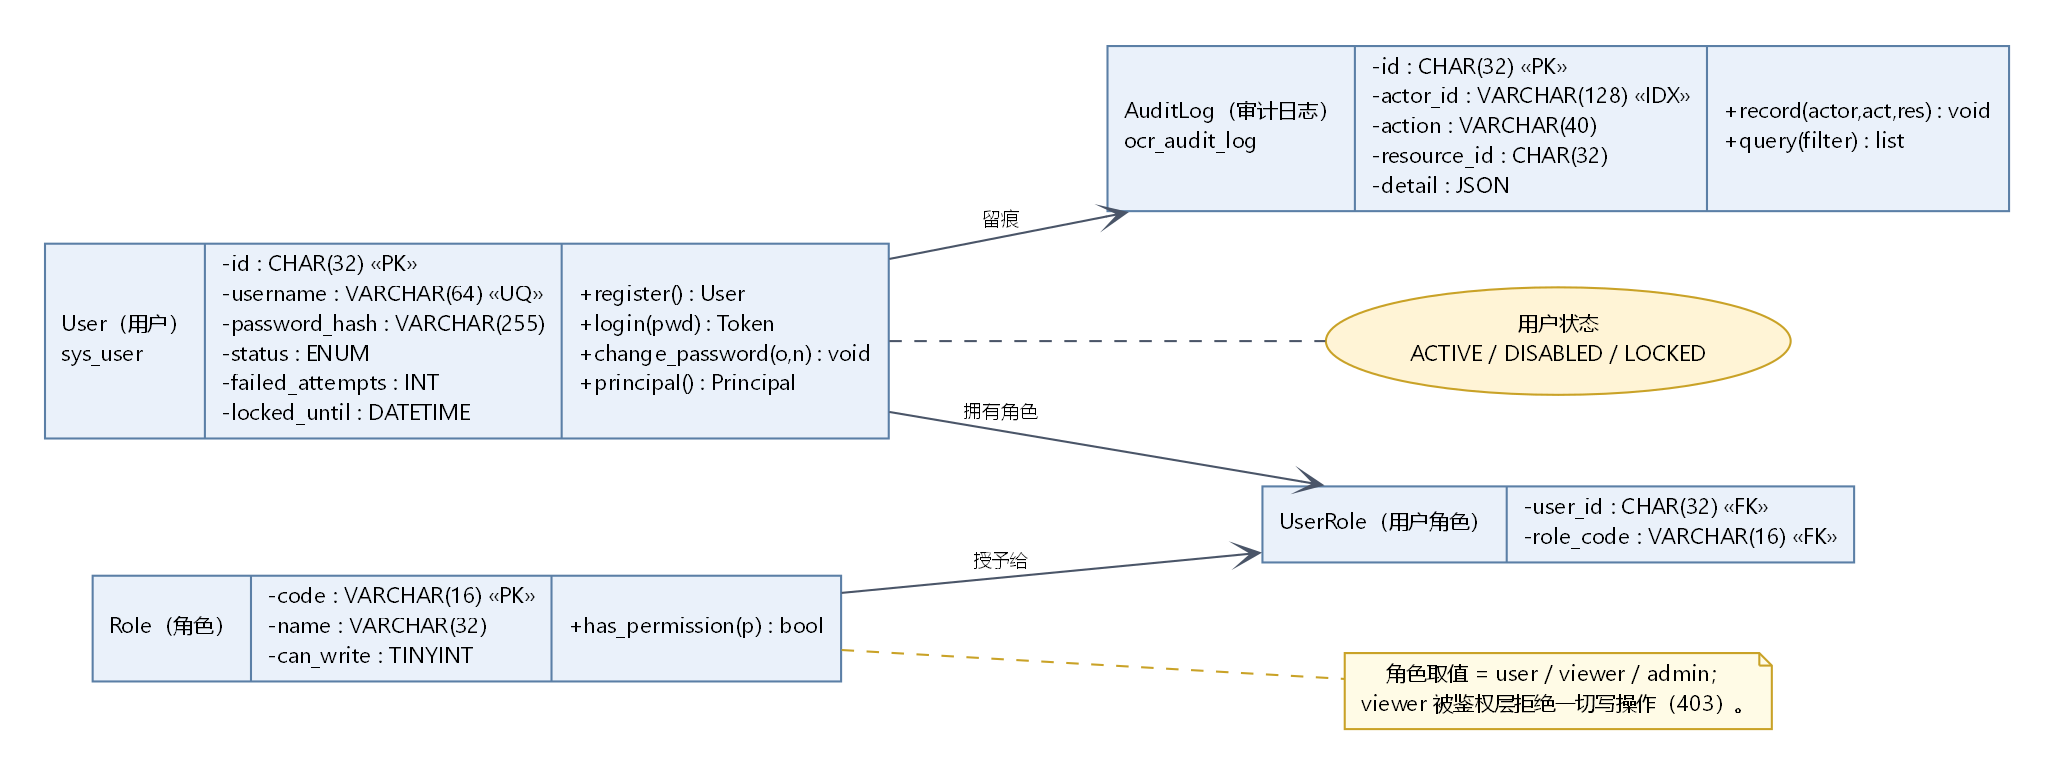 AuditLog（审计日志）
ocr_audit_log
-id : CHAR(32) «PK»
-actor_id : VARCHAR(128) «IDX»
-action : VARCHAR(40)
-resource_id : CHAR(32)
-detail : JSON
+record(actor,act,res) : void
+query(filter) : list
留痕
User（用户）
sys_user
-id : CHAR(32) «PK»
-username : VARCHAR(64) «UQ»
-password_hash : VARCHAR(255)
-status : ENUM
-failed_attempts : INT
-locked_until : DATETIME
+register() : User
+login(pwd) : Token
+change_password(o,n) : void
+principal() : Principal
用户状态
ACTIVE / DISABLED / LOCKED
拥有角色
UserRole（用户角色）
-user_id : CHAR(32) «FK»
-role_code : VARCHAR(16) «FK»
授予给
Role（角色）
-code : VARCHAR(16) «PK»
-name : VARCHAR(32)
-can_write : TINYINT
+has_permission(p) : bool
角色取值 = user / viewer / admin;
viewer 被鉴权层拒绝一切写操作（403）。